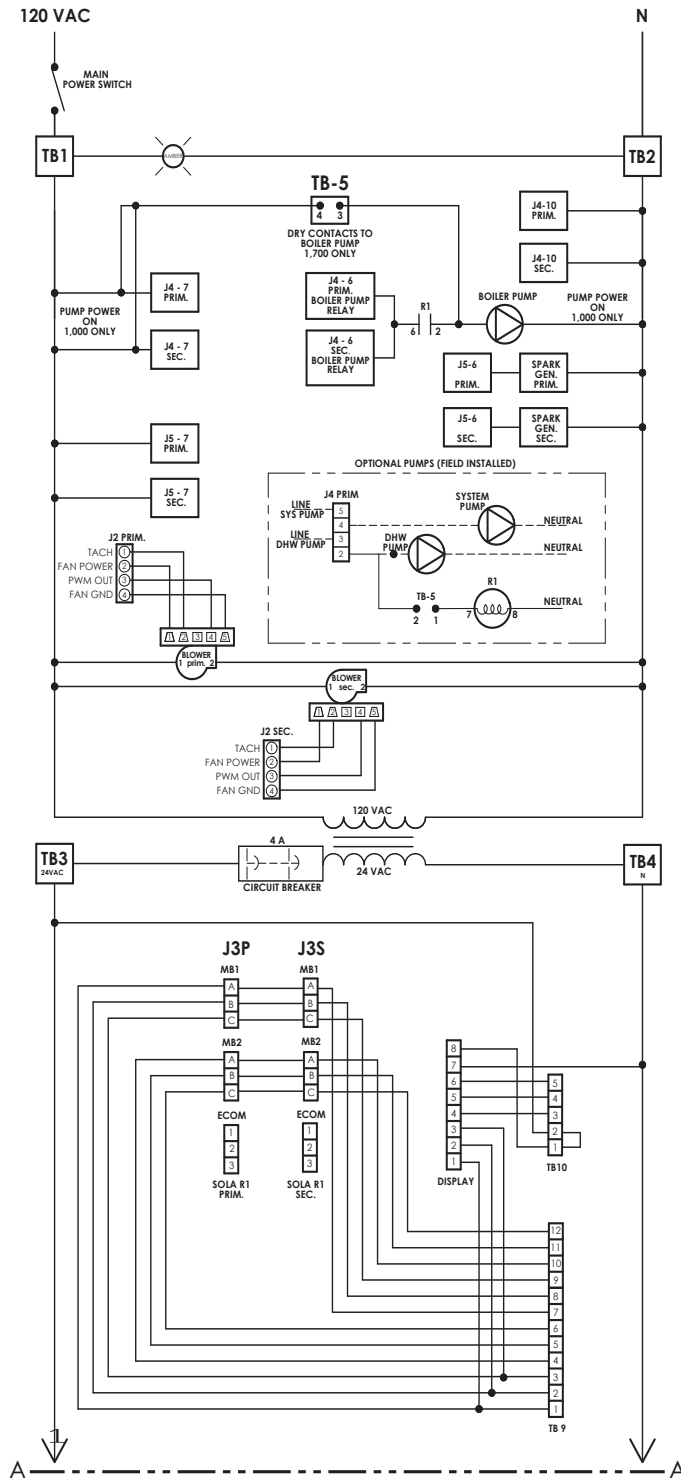 120 VAC
N
MAIN
POWER SWITCH
TB1
AMBER
TB2
TB-5
4 3
DRY CONTACTS TO
BOILER PUMP
1,700 ONLY
J4-10
PRIM.
J4-10
SEC.
J4 - 7
PRIM.
PUMP POWER
ON
1,000 ONLY
J4 - 7
SEC.
J4 - 6
PRIM.
BOILER PUMP
RELAY
J4 - 6
SEC.
BOILER PUMP
RELAY
R1
6 2
BOILER PUMP
PUMP POWER
ON
1,000 ONLY
J5-6
PRIM.
SPARK
GEN.
PRIM.
J5-6
SEC.
SPARK
GEN.
SEC.
J5 - 7
PRIM.
J5 - 7
SEC.
OPTIONAL PUMPS (FIELD INSTALLED)
J4 PRIM
LINE
SYS PUMP
LINE
DHW PUMP
5
4
3
2
SYSTEM
PUMP
NEUTRAL
DHW
PUMP
NEUTRAL
TB-5
2 1
R1
7 8
NEUTRAL
J2 PRIM.
TACH 1
FAN POWER 2
PWM OUT 3
FAN GND 4
1 2 3 4 5
BLOWER
1 prim. 2
BLOWER
1 sec. 2
1 2 3 4 5
J2 SEC.
TACH 1
FAN POWER 2
PWM OUT 3
FAN GND 4
120 VAC
4 A
CIRCUIT BREAKER
24 VAC
TB3
24VAC
TB4
N
J3P J3S
MB1 MB1
A A
B B
C C
MB2 MB2
A A
B B
C C
ECOM ECOM
1 1
2 2
3 3
SOLA R1
PRIM.
SOLA R1
SEC.
8
7
6
5
4
3
2
1
DISPLAY
5
4
3
2
1
TB10
12
11
10
9
8
7
6
5
4
3
2
1
TB 9
1
A A